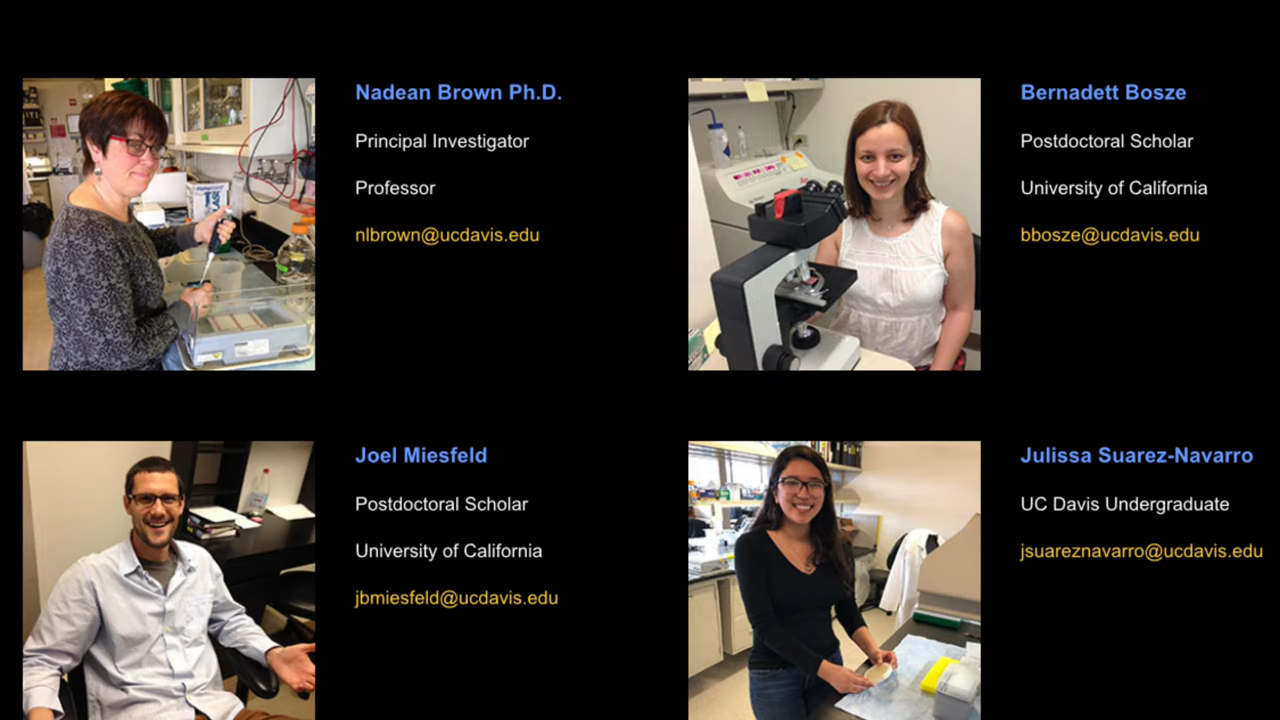 Nadean Brown Ph.D.
Principal Investigator
Professor
nlbrown@ucdavis.edu
Bernadett Bosze
Postdoctoral Scholar
University of California
bbosze@ucdavis.edu
Joel Miesfeld
Postdoctoral Scholar
University of California
jbmiesfeld@ucdavis.edu
Julissa Suarez-Navarro
UC Davis Undergraduate
jsuareznavarro@ucdavis.edu